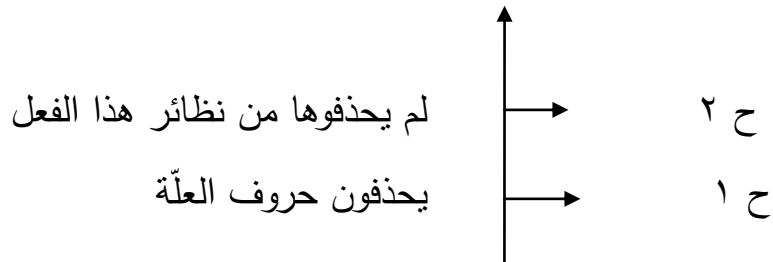 ح ٢ لم يحذفوها من نظائر هذا الفعل
ح ١ يحذفون حروف العلّة